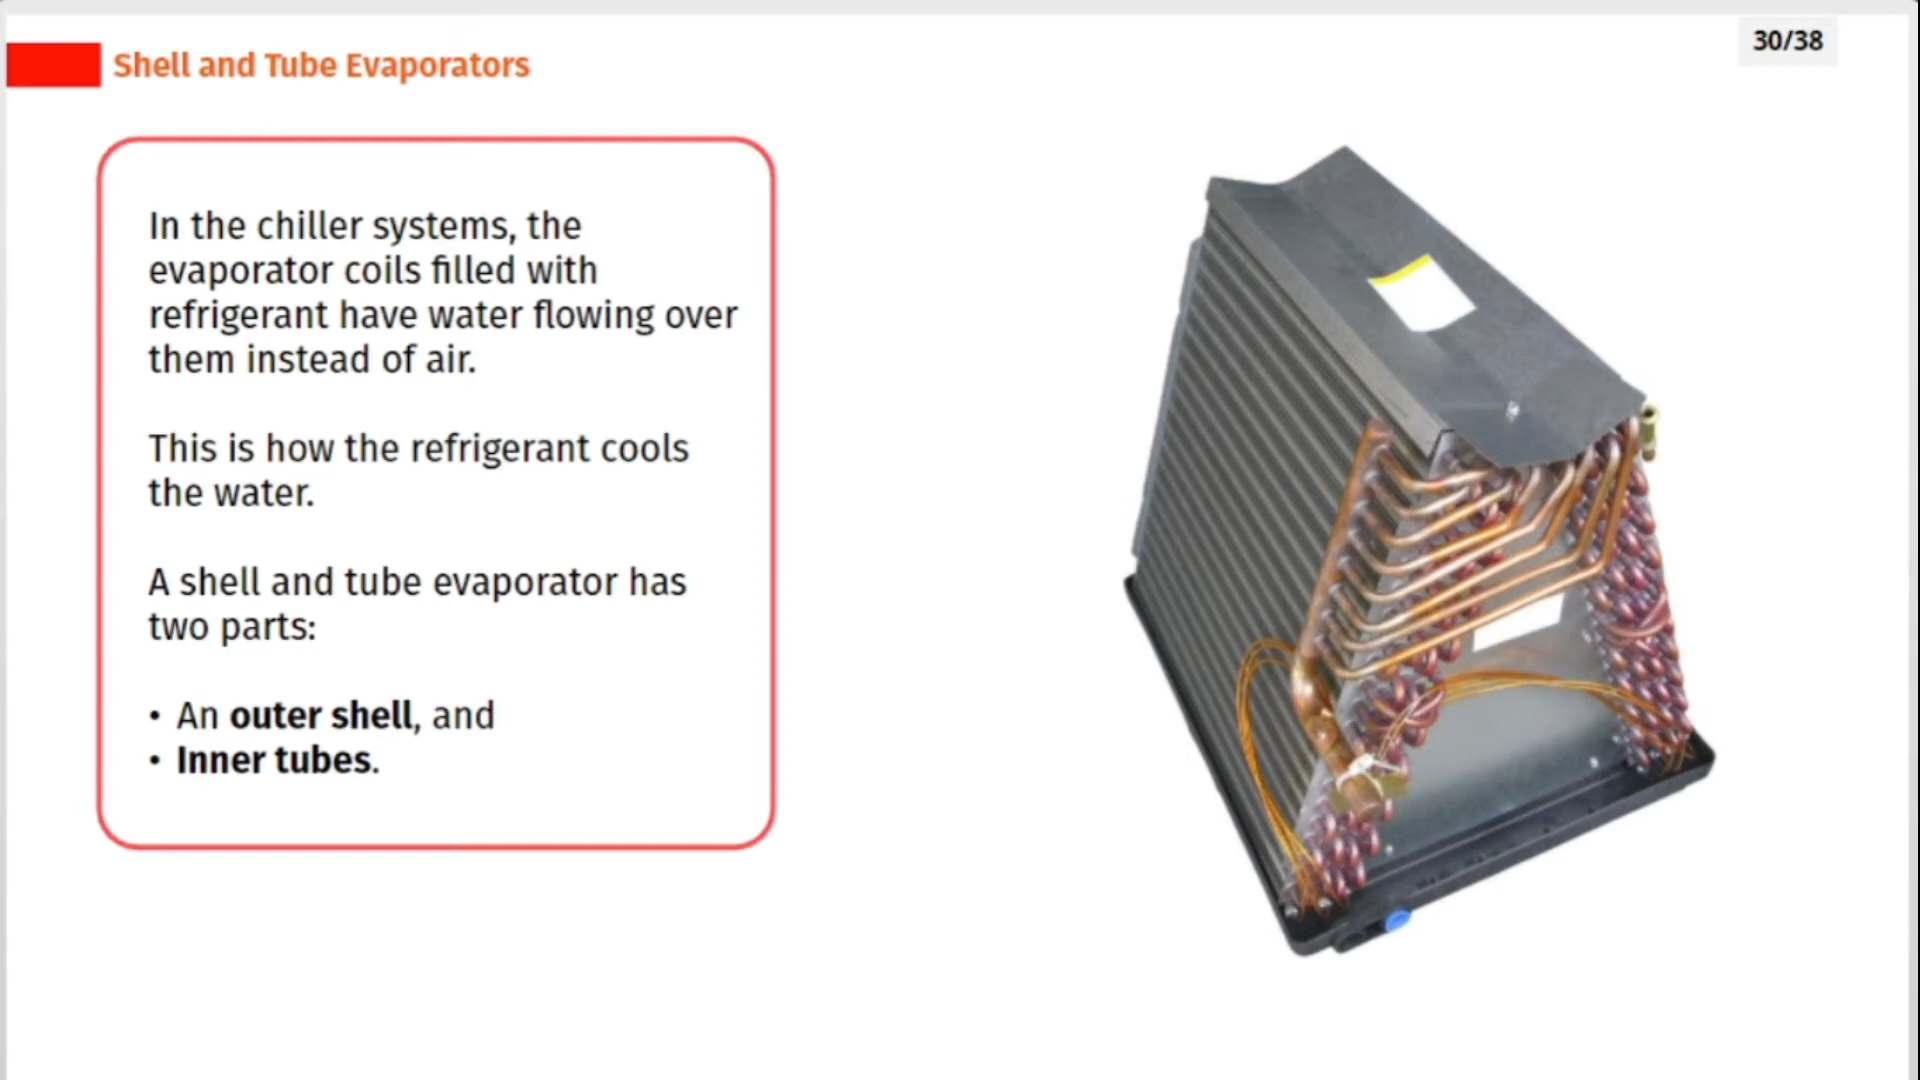 Shell and Tube Evaporators
30/38
In the chiller systems, the
evaporator coils filled with
refrigerant have water flowing over
them instead of air.
This is how the refrigerant cools
the water.
A shell and tube evaporator has
two parts:
• An outer shell, and
• Inner tubes.